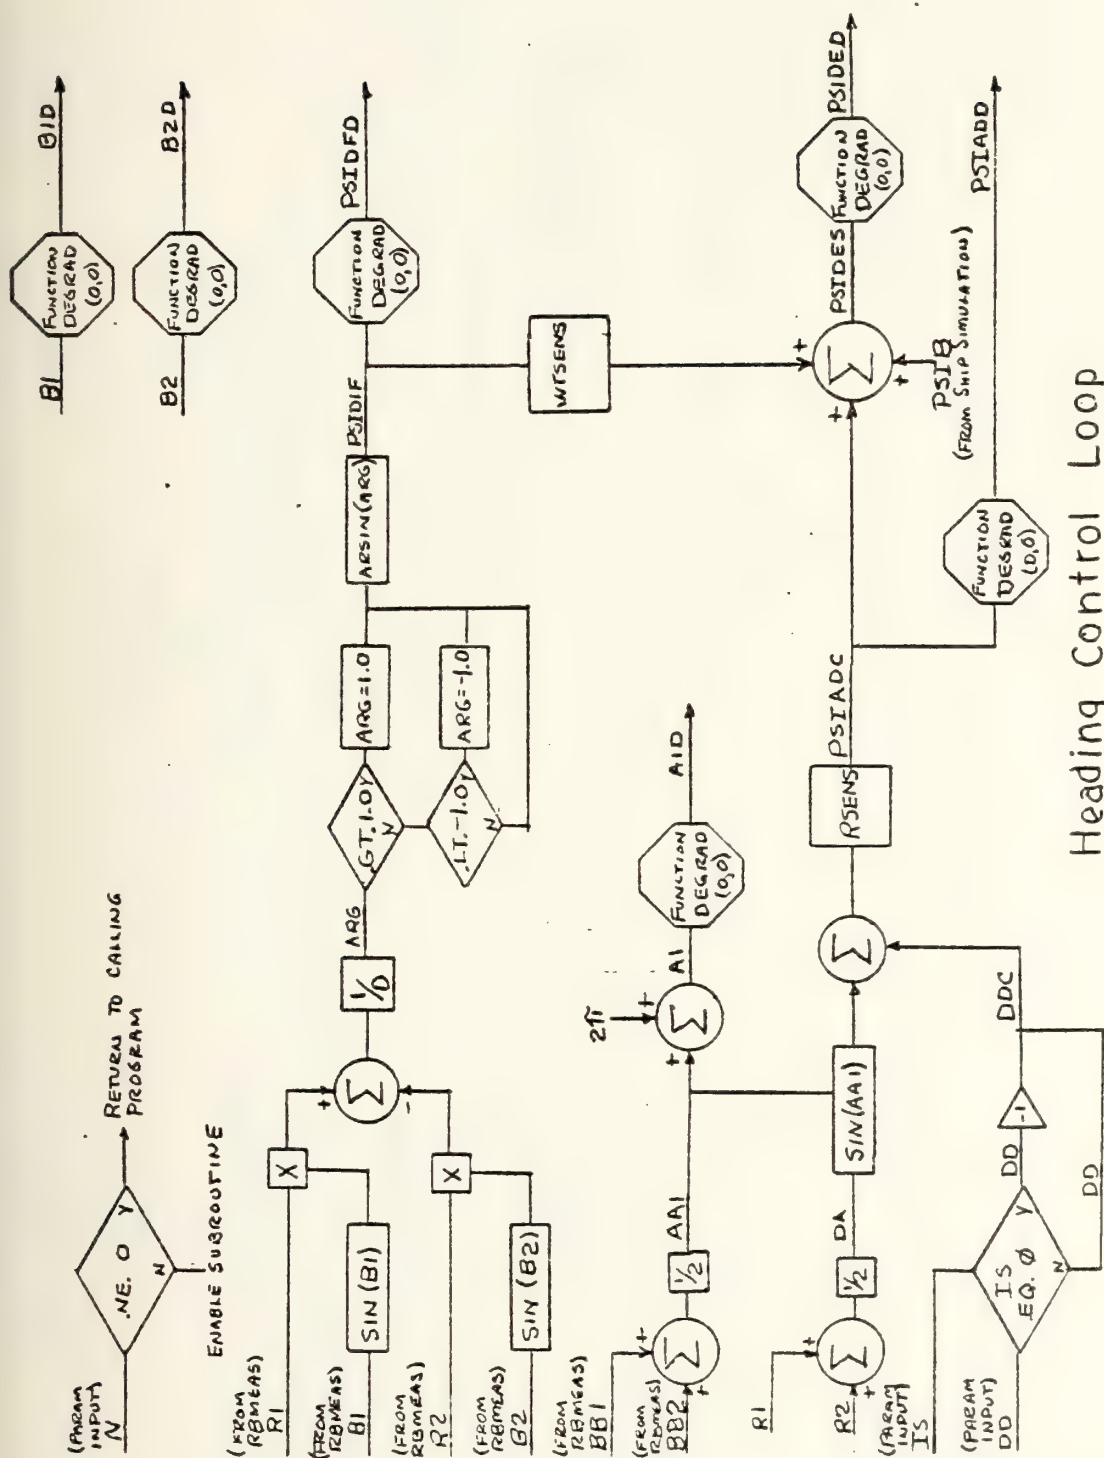 (PARAM
INPUT)
N
.NE. 0
Y
N
RETURN TO CALLING
PROGRAM
ENABLE SUBROUTINE
B1
FUNCTION
DEGRAD
(0,0)
B1D
B2
FUNCTION
DEGRAD
(0,0)
B2D
(FROM
RBMEAS)
R1
(FROM
RBMEAS)
B1
(FROM
RBMEAS)
R2
(FROM
RBMEAS)
B2
SIN (B1)
SIN (B2)
X
X
+
Σ
-
1/D
ARG
.GT. 1.0
Y
N
.LT. -1.0
Y
N
ARG=1.0
ARG=-1.0
ARSIN(ARG)
PSIDIF
FUNCTION
DEGRAD
(0,0)
PSIDFD
WTSENS
(FROM
RBMEAS)
BB1
(FROM
RBMEAS)
BB2
+
Σ
+
1/2
AA1
2π
+
Σ
+
A1
FUNCTION
DEGRAD
(0,0)
A1D
R1
R2
+
Σ
+
1/2
DA
SIN(AA1)
Σ
RSENS
PSIADC
+
+
Σ
+
PSIB
(FROM SHIP SIMULATION)
PSIDES
FUNCTION
DEGRAD
(0,0)
PSIDED
FUNCTION
DEGRAD
(0,0)
PSIADD
(PARAM
INPUT)
IS
(PARAM
INPUT)
DD
IS
EQ. Ø
Y
N
DD
-1
DD
DDC
Heading Control Loop